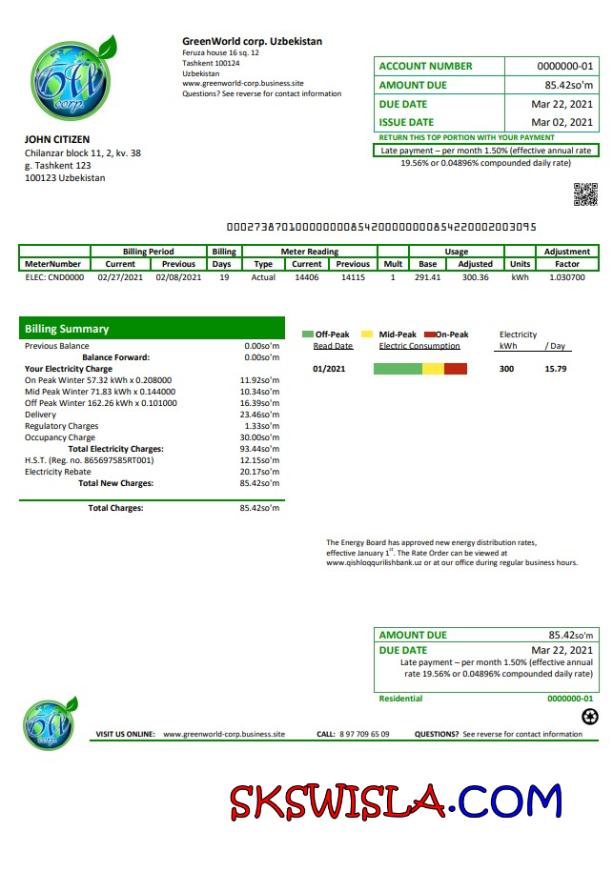 GreenWorld corp. Uzbekistan
Feruza house 16 sq. 12
Tashkent 100124
Uzbekistan
www.greenworld-corp.business.site
Questions? See reverse for contact information
corp.
ACCOUNT NUMBER 0000000-01
AMOUNT DUE 85.42so'm
DUE DATE Mar 22, 2021
ISSUE DATE Mar 02, 2021
RETURN THIS TOP PORTION WITH YOUR PAYMENT
Late payment – per month 1.50% (effective annual rate
19.56% or 0.04896% compounded daily rate)
JOHN CITIZEN
Chilanzar block 11, 2, kv. 38
g. Tashkent 123
100123 Uzbekistan
Billing Period Billing Meter Reading Usage Adjustment
MeterNumber Current Previous Days Type Current Previous Mult Base Adjusted Units Factor
ELEC: CND0000 02/27/2021 02/08/2021 19 Actual 14406 14115 1 291.41 300.36 kWh 1.030700
Billing Summary
Previous Balance 0.00so'm
Balance Forward: 0.00so'm
Your Electricity Charge
On Peak Winter 57.32 kWh x 0.208000 11.92so'm
Mid Peak Winter 71.83 kWh x 0.144000 10.34so'm
Off Peak Winter 162.26 kWh x 0.101000 16.39so'm
Delivery 23.46so'm
Regulatory Charges 1.33so'm
Occupancy Charge 30.00so'm
Total Electricity Charges: 93.44so'm
H.S.T. (Reg. no. 865697585RT001) 12.15so'm
Electricity Rebate 20.17so'm
Total New Charges: 85.42so'm
Total Charges: 85.42so'm
Off-Peak Mid-Peak On-Peak Electricity
Read Date Electric Consumption kWh / Day
01/2021 300 15.79
The Energy Board has approved new energy distribution rates,
effective January 1st. The Rate Order can be viewed at
www.qishloqqurilishbank.uz or at our office during regular business hours.
AMOUNT DUE 85.42so'm
DUE DATE Mar 22, 2021
Late payment – per month 1.50% (effective annual
rate 19.56% or 0.04896% compounded daily rate)
Residential 0000000-01
corp.
VISIT US ONLINE: www.greenworld-corp.business.site CALL: 8 97 709 65 09 QUESTIONS? See reverse for contact information
SKSWISLA.COM